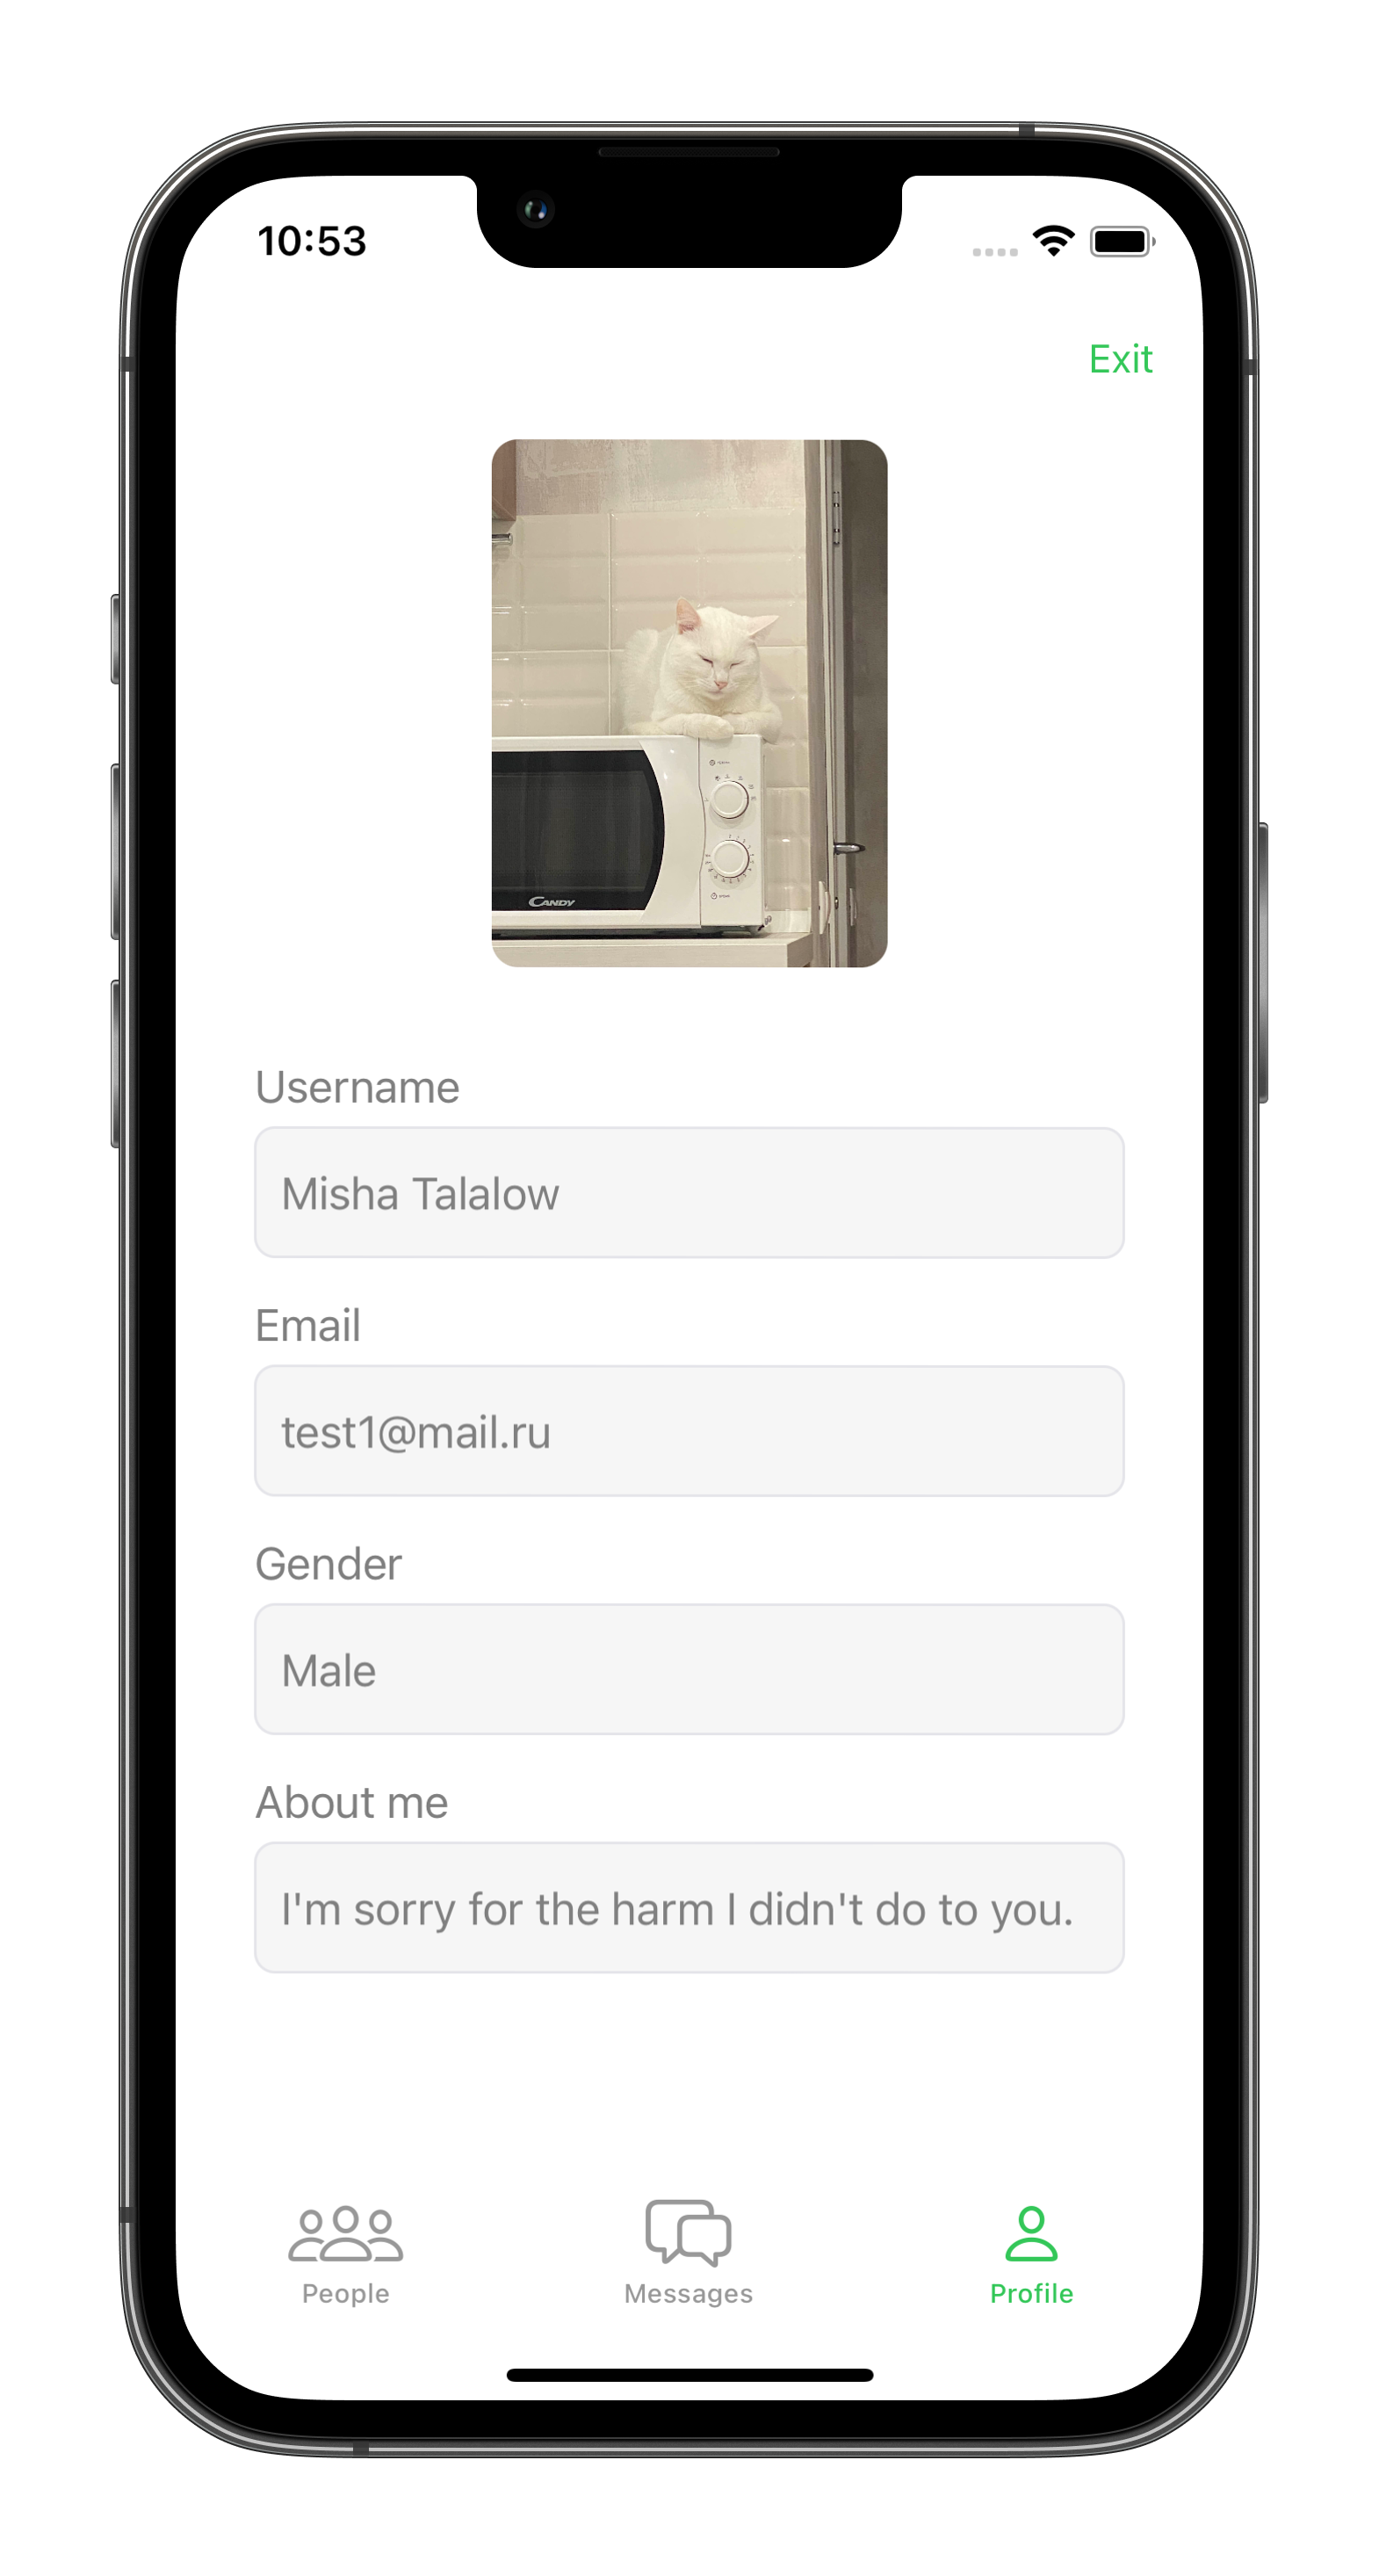 10:53
Exit
CANDY
Username
Misha Talalow
Email
test1@mail.ru
Gender
Male
About me
I'm sorry for the harm I didn't do to you.
People
Messages
Profile